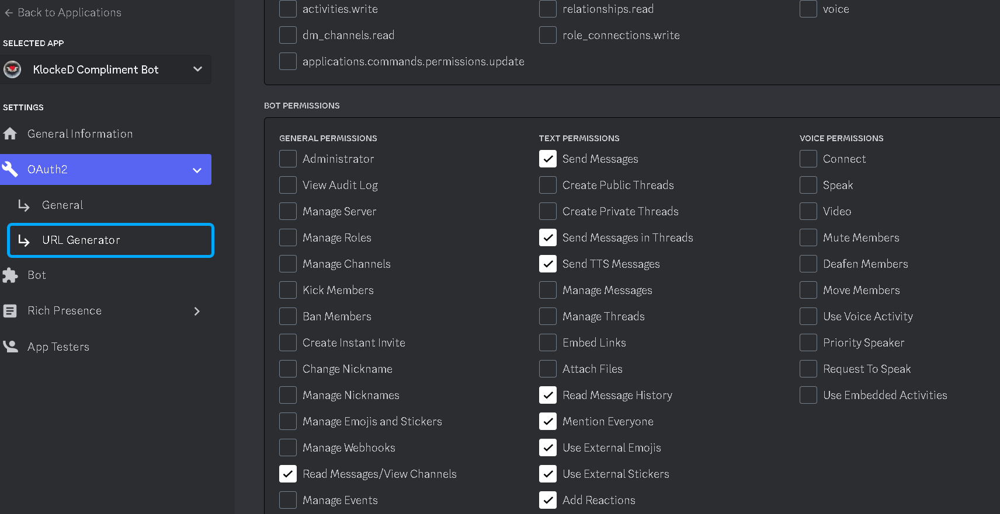 Back to Applications
SELECTED APP
KlockeD Compliment Bot
SETTINGS
General Information
OAuth2
General
URL Generator
Bot
Rich Presence
App Testers
activities.write
relationships.read
voice
dm_channels.read
role_connections.write
applications.commands.permissions.update
BOT PERMISSIONS
GENERAL PERMISSIONS
Administrator
View Audit Log
Manage Server
Manage Roles
Manage Channels
Kick Members
Ban Members
Create Instant Invite
Change Nickname
Manage Nicknames
Manage Emojis and Stickers
Manage Webhooks
Read Messages/View Channels
Manage Events
TEXT PERMISSIONS
Send Messages
Create Public Threads
Create Private Threads
Send Messages in Threads
Send TTS Messages
Manage Messages
Manage Threads
Embed Links
Attach Files
Read Message History
Mention Everyone
Use External Emojis
Use External Stickers
Add Reactions
VOICE PERMISSIONS
Connect
Speak
Video
Mute Members
Deafen Members
Move Members
Use Voice Activity
Priority Speaker
Request To Speak
Use Embedded Activities